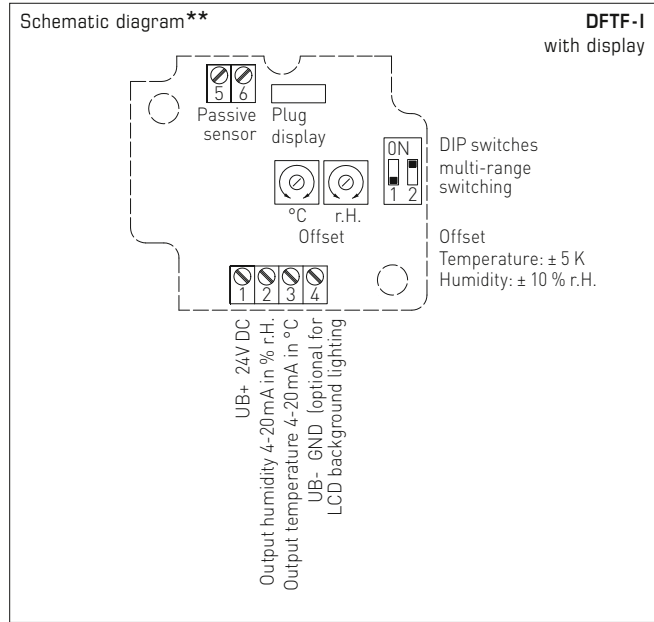 Schematic diagram**
DFTF-I
with display
5 6
Passive
sensor
Plug
display
ON
1 2
DIP switches
multi-range
switching
°C r.H.
Offset
Offset
Temperature: ± 5 K
Humidity: ± 10 % r.H.
1 2 3 4
UB+ 24V DC
Output humidity 4-20mA in % r.H.
Output temperature 4-20mA in °C
UB- GND (optional for
LCD background lighting